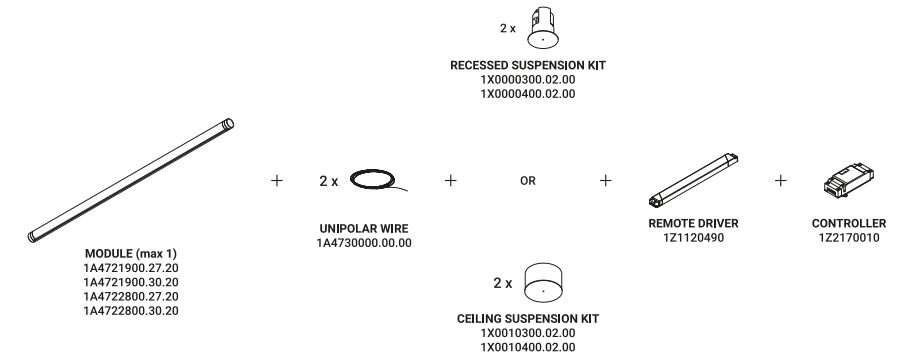 2 x
RECESSED SUSPENSION KIT
1X0000300.02.00
1X0000400.02.00
MODULE (max 1)
1A4721900.27.20
1A4721900.30.20
1A4722800.27.20
1A4722800.30.20
+
2 x
UNIPOLAR WIRE
1A4730000.00.00
+
OR
+
REMOTE DRIVER
1Z1120490
+
CONTROLLER
1Z2170010
2 x
CEILING SUSPENSION KIT
1X0010300.02.00
1X0010400.02.00